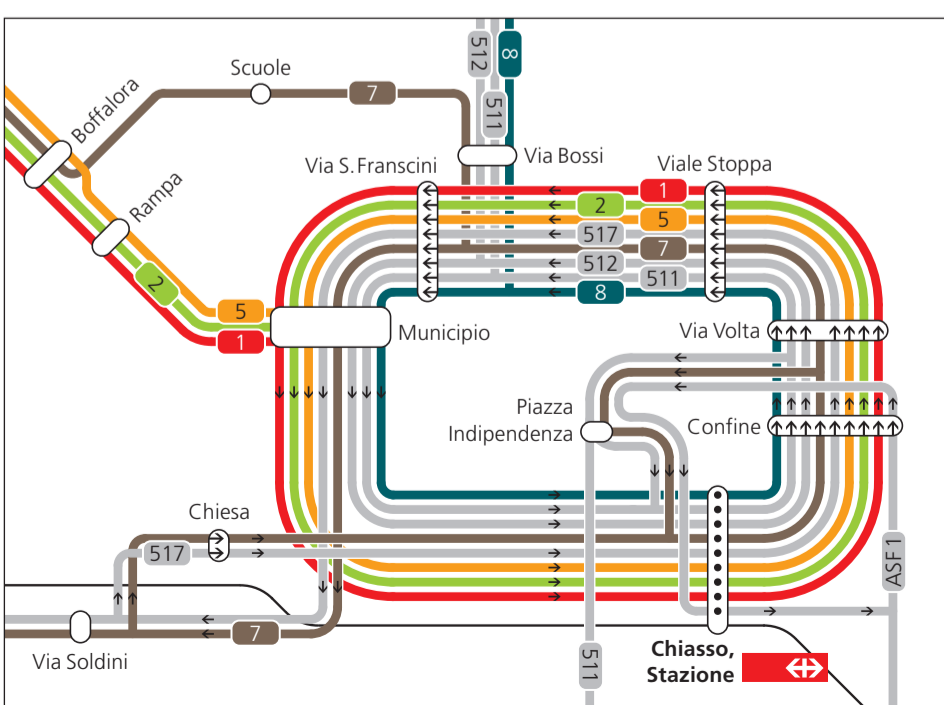 512
8
Scuole
7
511
Boffalora
Via Bossi
Via S. Franscini
Viale Stoppa
Rampa
1
2
5
517
7
512
511
8
2
5
1
Municipio
Via Volta
Piazza
Indipendenza
Confine
Chiesa
517
ASF 1
7
Via Soldini
511
Chiasso,
Stazione